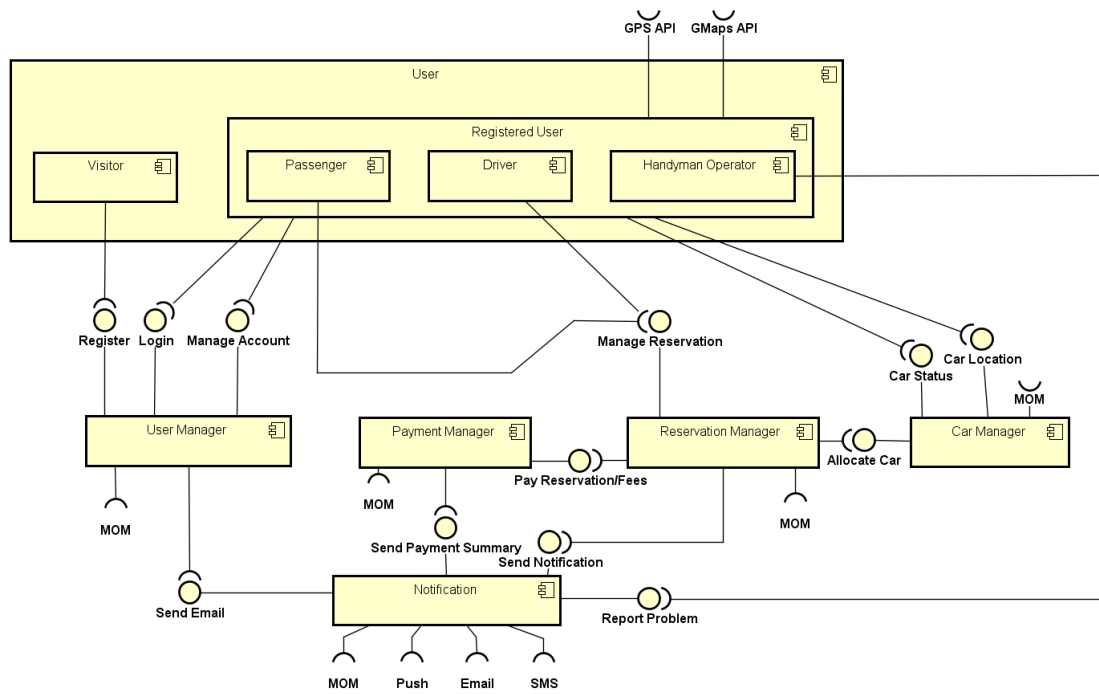 GPS API
GMaps API
User
Registered User
Visitor
Passenger
Driver
Handyman Operator
Register
Login
Manage Account
Manage Reservation
Car Status
Car Location
MOM
User Manager
Payment Manager
Reservation Manager
Car Manager
Allocate Car
Pay Reservation/Fees
MOM
MOM
MOM
Send Payment Summary
Send Notification
Notification
Send Email
Report Problem
MOM
Push
Email
SMS